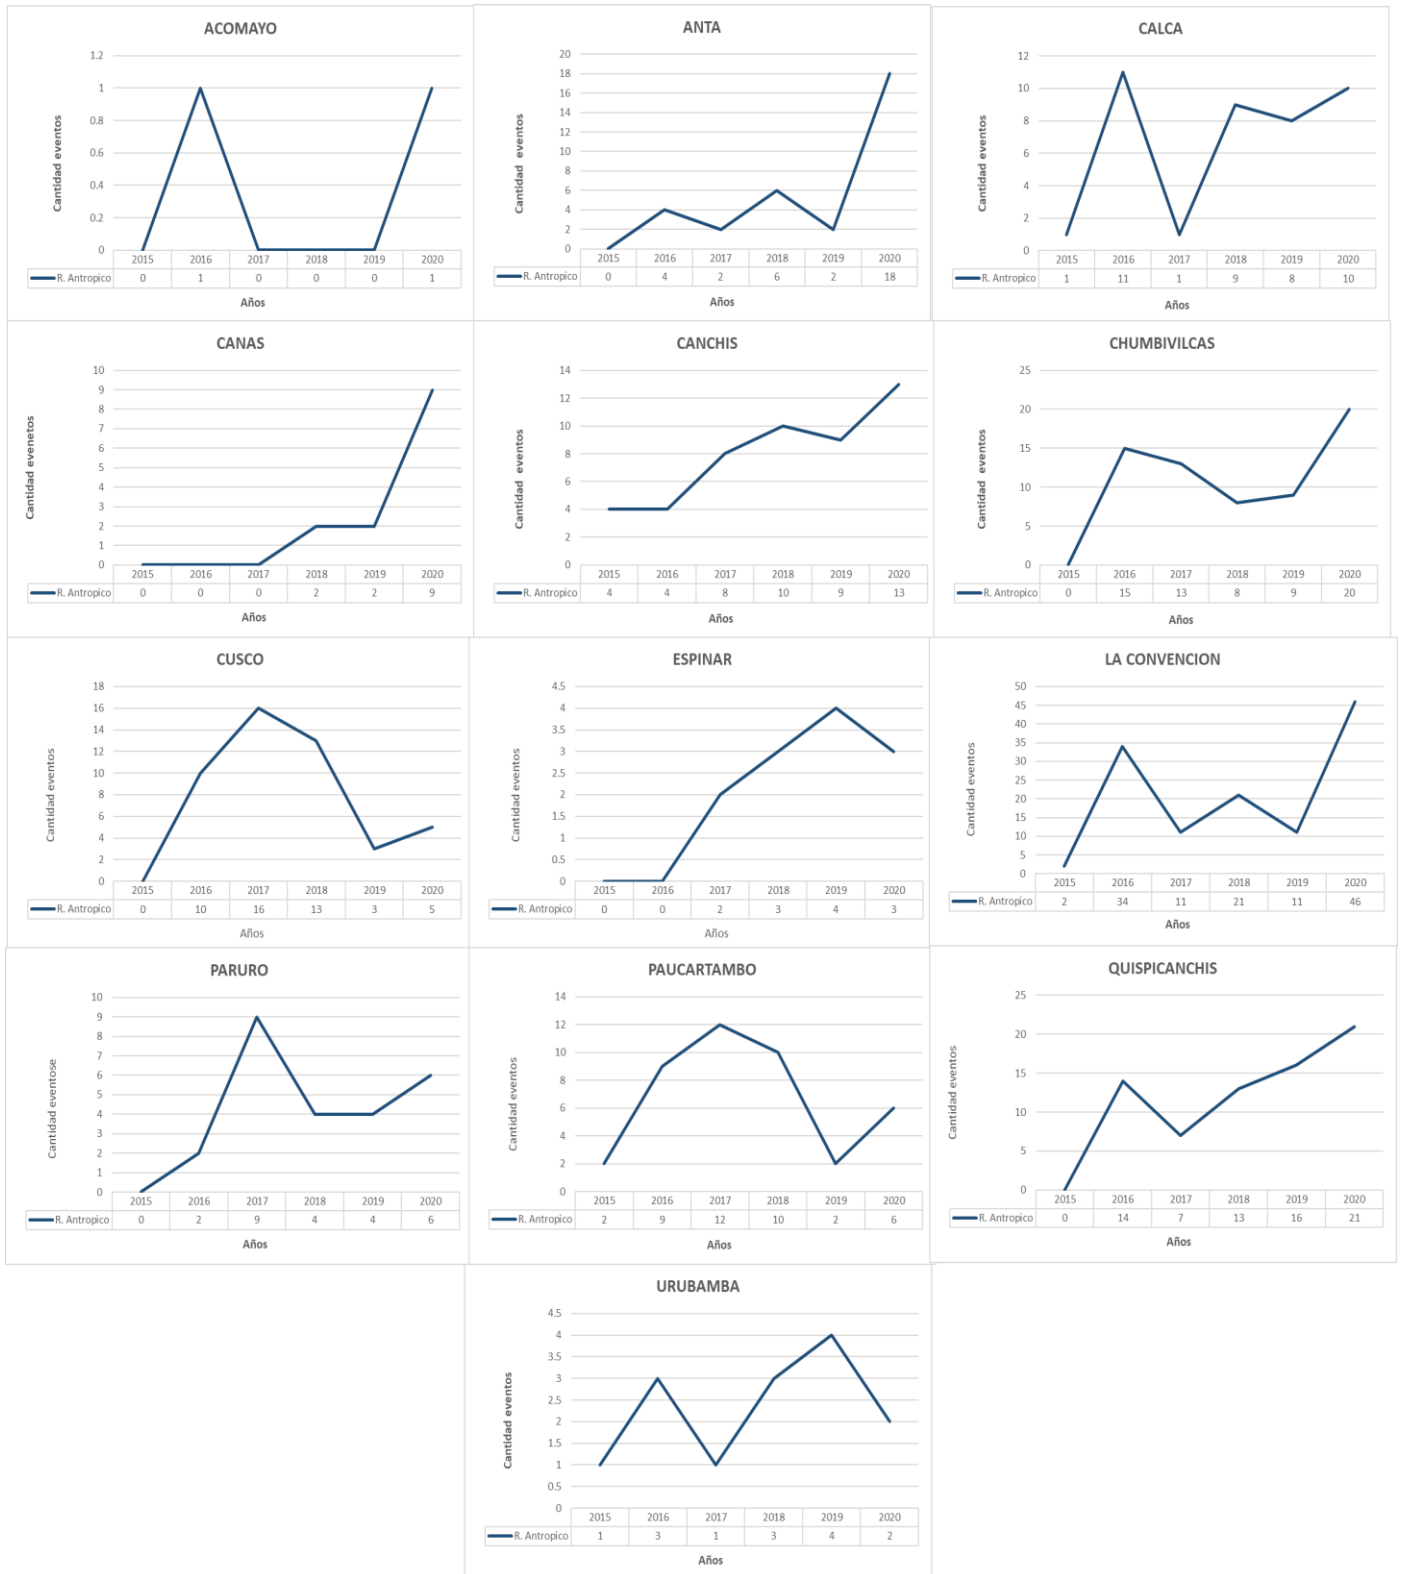 ACOMAYO
1.2
1
0.8
0.6
0.4
0.2
0
Cantidad eventos
2015 2016 2017 2018 2019 2020
R. Antropico 0 1 0 0 0 1
Años
ANTA
20
18
16
14
12
10
8
6
4
2
0
Cantidad eventos
2015 2016 2017 2018 2019 2020
R. Antropico 0 4 2 6 2 18
Años
CALCA
12
10
8
6
4
2
0
Cantidad eventos
2015 2016 2017 2018 2019 2020
R. Antropico 1 11 1 9 8 10
Años
CANAS
10
9
8
7
6
5
4
3
2
1
0
Cantidad evenetos
2015 2016 2017 2018 2019 2020
R. Antropico 0 0 0 2 2 9
Años
CANCHIS
14
12
10
8
6
4
2
0
Cantidad eventos
2015 2016 2017 2018 2019 2020
R. Antropico 4 4 8 10 9 13
Años
CHUMBIVILCAS
25
20
15
10
5
0
Cantidad eventos
2015 2016 2017 2018 2019 2020
R. Antropico 0 15 13 8 9 20
Años
CUSCO
18
16
14
12
10
8
6
4
2
0
Cantidad eventos
2015 2016 2017 2018 2019 2020
R. Antropico 0 10 16 13 3 5
Años
ESPINAR
4.5
4
3.5
3
2.5
2
1.5
1
0.5
0
Cantidad eventos
2015 2016 2017 2018 2019 2020
R. Antropico 0 0 2 3 4 3
Años
LA CONVENCION
50
45
40
35
30
25
20
15
10
5
0
Cantidad eventos
2015 2016 2017 2018 2019 2020
R. Antropico 2 34 11 21 11 46
Años
PARURO
10
9
8
7
6
5
4
3
2
1
0
Cantidad eventose
2015 2016 2017 2018 2019 2020
R. Antropico 0 2 9 4 4 6
Años
PAUCARTAMBO
14
12
10
8
6
4
2
0
Cantidad eventos
2015 2016 2017 2018 2019 2020
R. Antropico 2 9 12 10 2 6
Años
QUISPICANCHIS
25
20
15
10
5
0
Cantidad eventos
2015 2016 2017 2018 2019 2020
R. Antropico 0 14 7 13 16 21
Años
URUBAMBA
4.5
4
3.5
3
2.5
2
1.5
1
0.5
0
Cantidad eventos
2015 2016 2017 2018 2019 2020
R. Antropico 1 3 1 3 4 2
Años